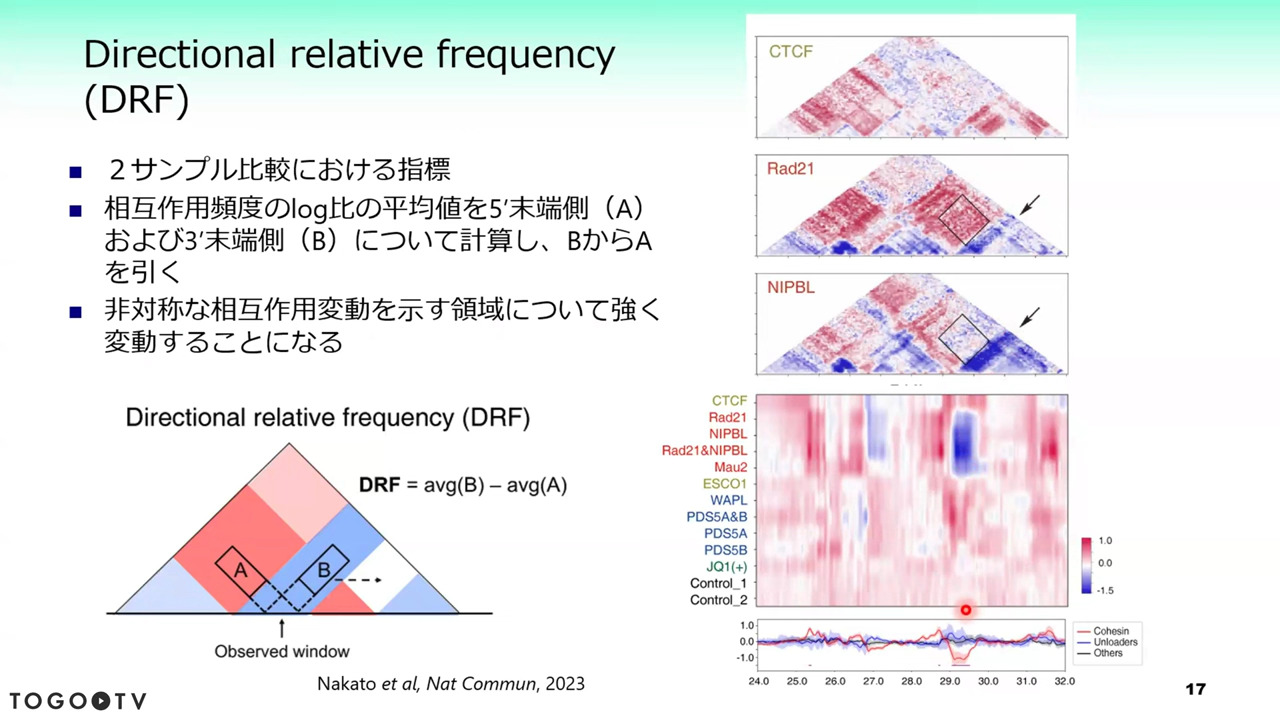 Directional relative frequency
(DRF)
２サンプル比較における指標
相互作用頻度のlog比の平均値を5’末端側（A）
および3’末端側（B）について計算し、BからA
を引く
非対称な相互作用変動を示す領域について強く
変動することになる
Directional relative frequency (DRF)
DRF = avg(B) – avg(A)
A
B
Observed window
Nakato et al, Nat Commun, 2023
CTCF
Rad21
NIPBL
CTCF
Rad21
NIPBL
Rad21&NIPBL
Mau2
ESCO1
WAPL
PDS5A&B
PDS5A
PDS5B
JQ1(+)
Control_1
Control_2
1.0
0.0
-1.5
1.0
0.0
-1.0
Cohesin
Unloaders
Others
24.0 25.0 26.0 27.0 28.0 29.0 30.0 31.0 32.0
TOGO TV
17